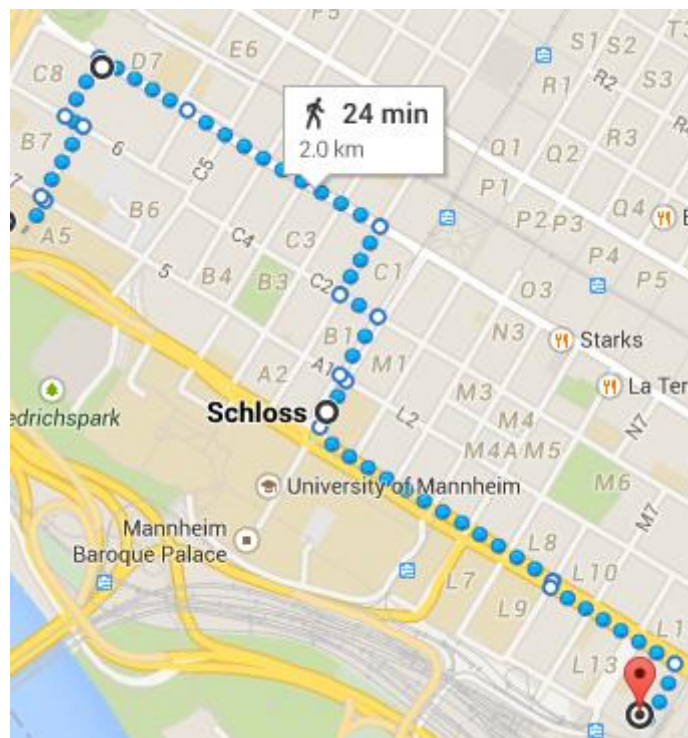 F5
S1
S2
T3
C8
D7
E6
R1
R2
S3
24 min
2.0 km
B7
6
C5
Q1
Q2
R3
R4
P1
7
B6
A5
C4
C3
P2
P3
Q4
E
5
B4
B3
C2
C1
P4
P5
O3
B1
N3
Starks
A1
M1
A2
M3
La Ter
edrichspark
Schloss
L2
M4
N7
M4A
M5
University of Mannheim
M6
Mannheim
Baroque Palace
M7
L8
L7
L10
L9
L1
L13